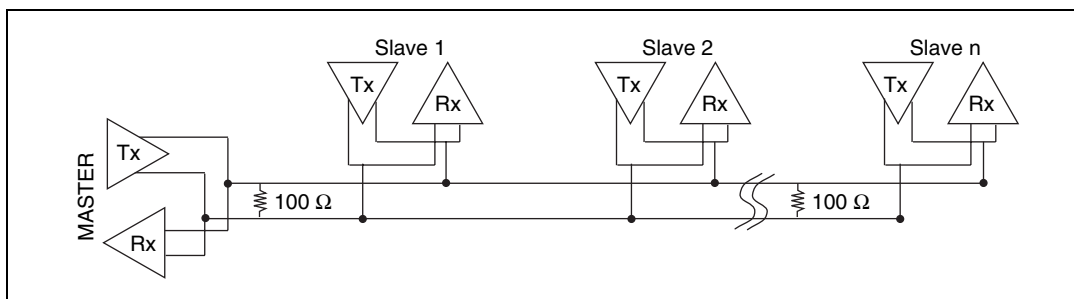 Slave 1
Slave 2
Slave n
Tx
Rx
Tx
Rx
Tx
Rx
MASTER
Tx
Rx
100 Ω
100 Ω